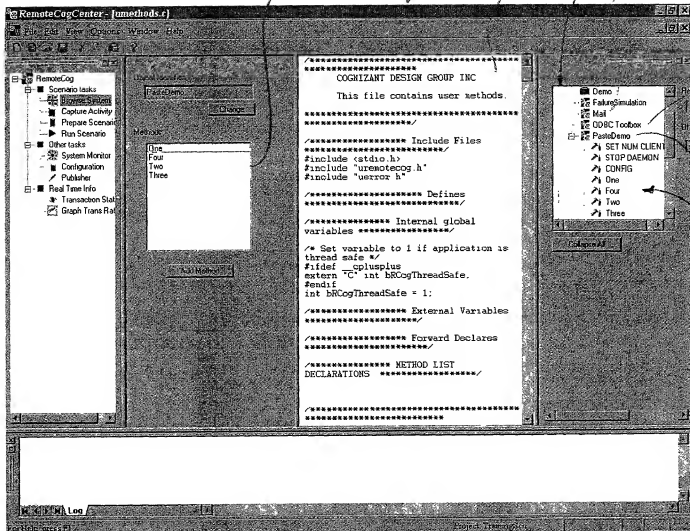 RemoteCogCenter - [umethods.c]
File Edit View Options Window Help
RemoteCog
Scenario tasks
Browse System
Capture Activity
Prepare Scenario
Run Scenario
Other tasks
System Monitor
Configuration
Publisher
Real Time Info
Transaction Stat
Graph Trans Rat
PasteDemo
Change
Methods
One
Four
Two
Three
Add Method
/****************************************
**********************
COGNIZANT DESIGN GROUP INC
This file contains user methods.
****************************************
*********************/
/****************** Include Files
*************************/
#include <stdio.h>
#include "uremotecog.h"
#include "uerror h"
/********************** Defines
****************************/
/**************** Internal global
variables *****************/
/* Set variable to 1 if application is
thread safe */
#ifdef __cplusplus
extern "C" int bRCogThreadSafe,
#endif
int bRCogThreadSafe = 1;
/****************** External Variables
*********************/
/****************** Forward Declares
**********************/
/****************** METHOD LIST
DECLARATIONS ******************/
/****************************************
**************************
Demo
FailureSimulation
Mail
ODBC Toolbox
PasteDemo
SET NUM CLIENT
STOP DAEMON
CONFIG
One
Four
Two
Three
Collapse All
Log